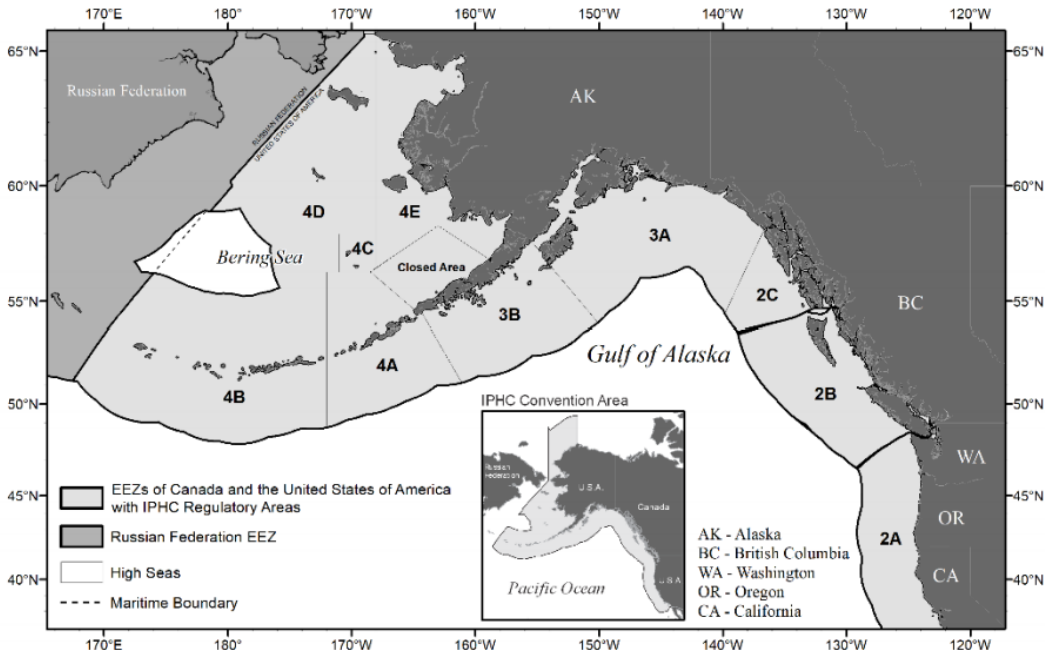 170°E 180° 170°W 160°W 150°W 140°W 130°W 120°W
65°N 65°N
Russian Federation
AK
RUSSIAN FEDERATION
UNITED STATES OF AMERICA
60°N 60°N
4D 4E
3A
4C
Bering Sea
Closed Area
55°N 55°N
2C
BC
3B
Gulf of Alaska
4A
4B
2B
50°N 50°N
IPHC Convention Area
WA
Russian
Federation
U.S.A.
Canada
U.S.A
Pacific Ocean
EEZs of Canada and the United States of America
with IPHC Regulatory Areas
Russian Federation EEZ
High Seas
Maritime Boundary
45°N 45°N
OR
2A
CA
40°N 40°N
AK - Alaska
BC - British Columbia
WA - Washington
OR - Oregon
CA - California
170°E 180° 170°W 160°W 150°W 140°W 130°W 120°W